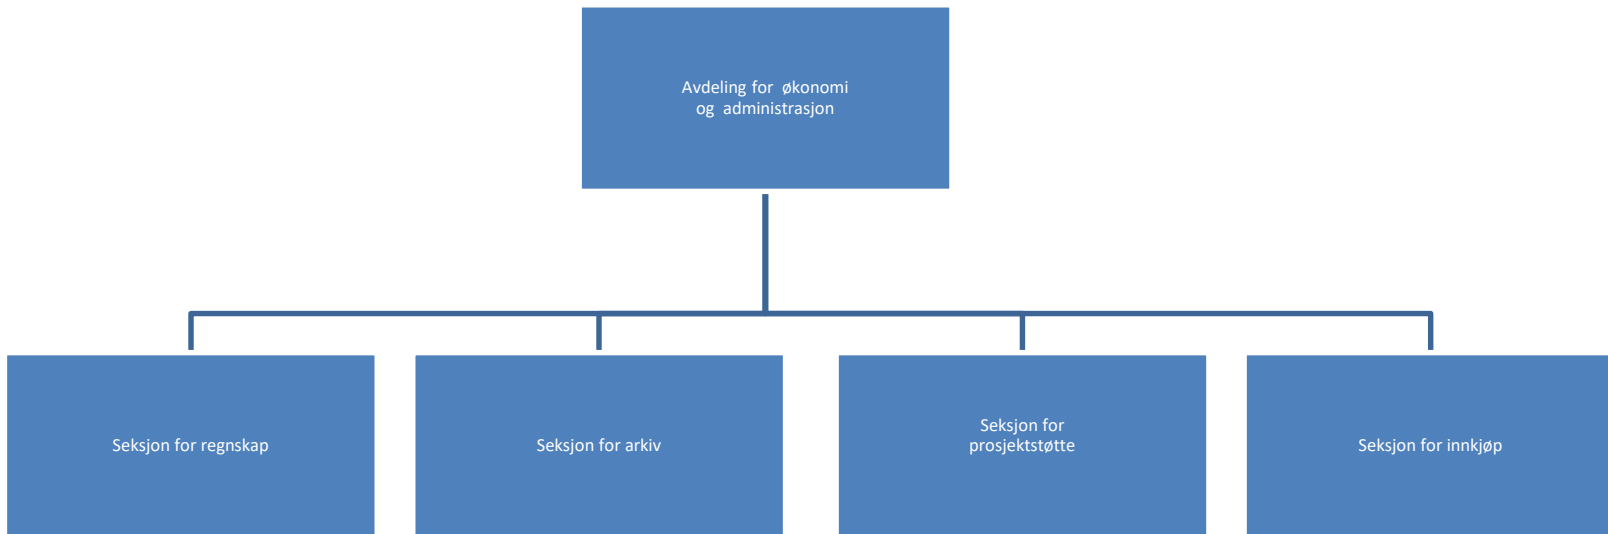 Avdeling for økonomi
og administrasjon
Seksjon for regnskap
Seksjon for arkiv
Seksjon for
prosjektstøtte
Seksjon for innkjøp